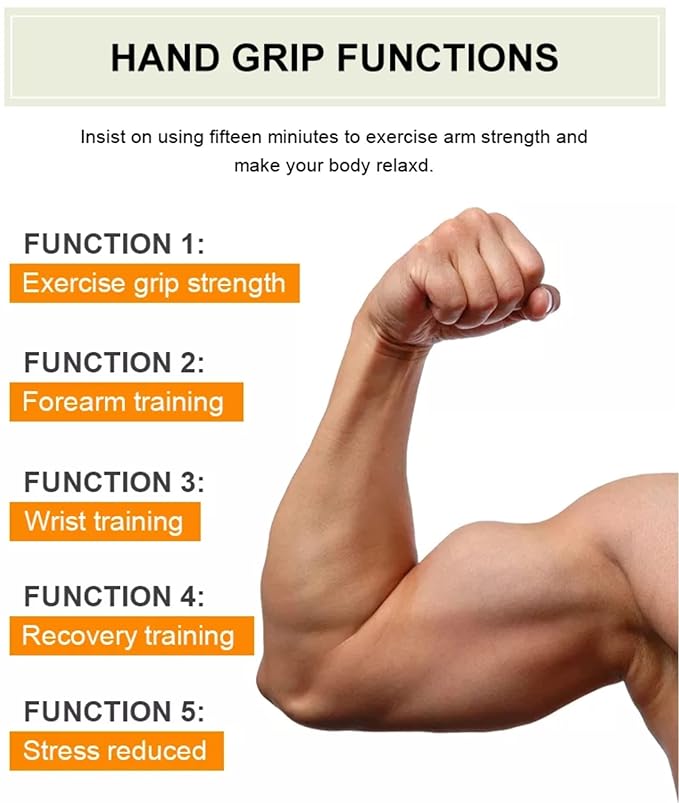 HAND GRIP FUNCTIONS
Insist on using fifteen miniutes to exercise arm strength and
make your body relaxd.
FUNCTION 1:
Exercise grip strength
FUNCTION 2:
Forearm training
FUNCTION 3:
Wrist training
FUNCTION 4:
Recovery training
FUNCTION 5:
Stress reduced